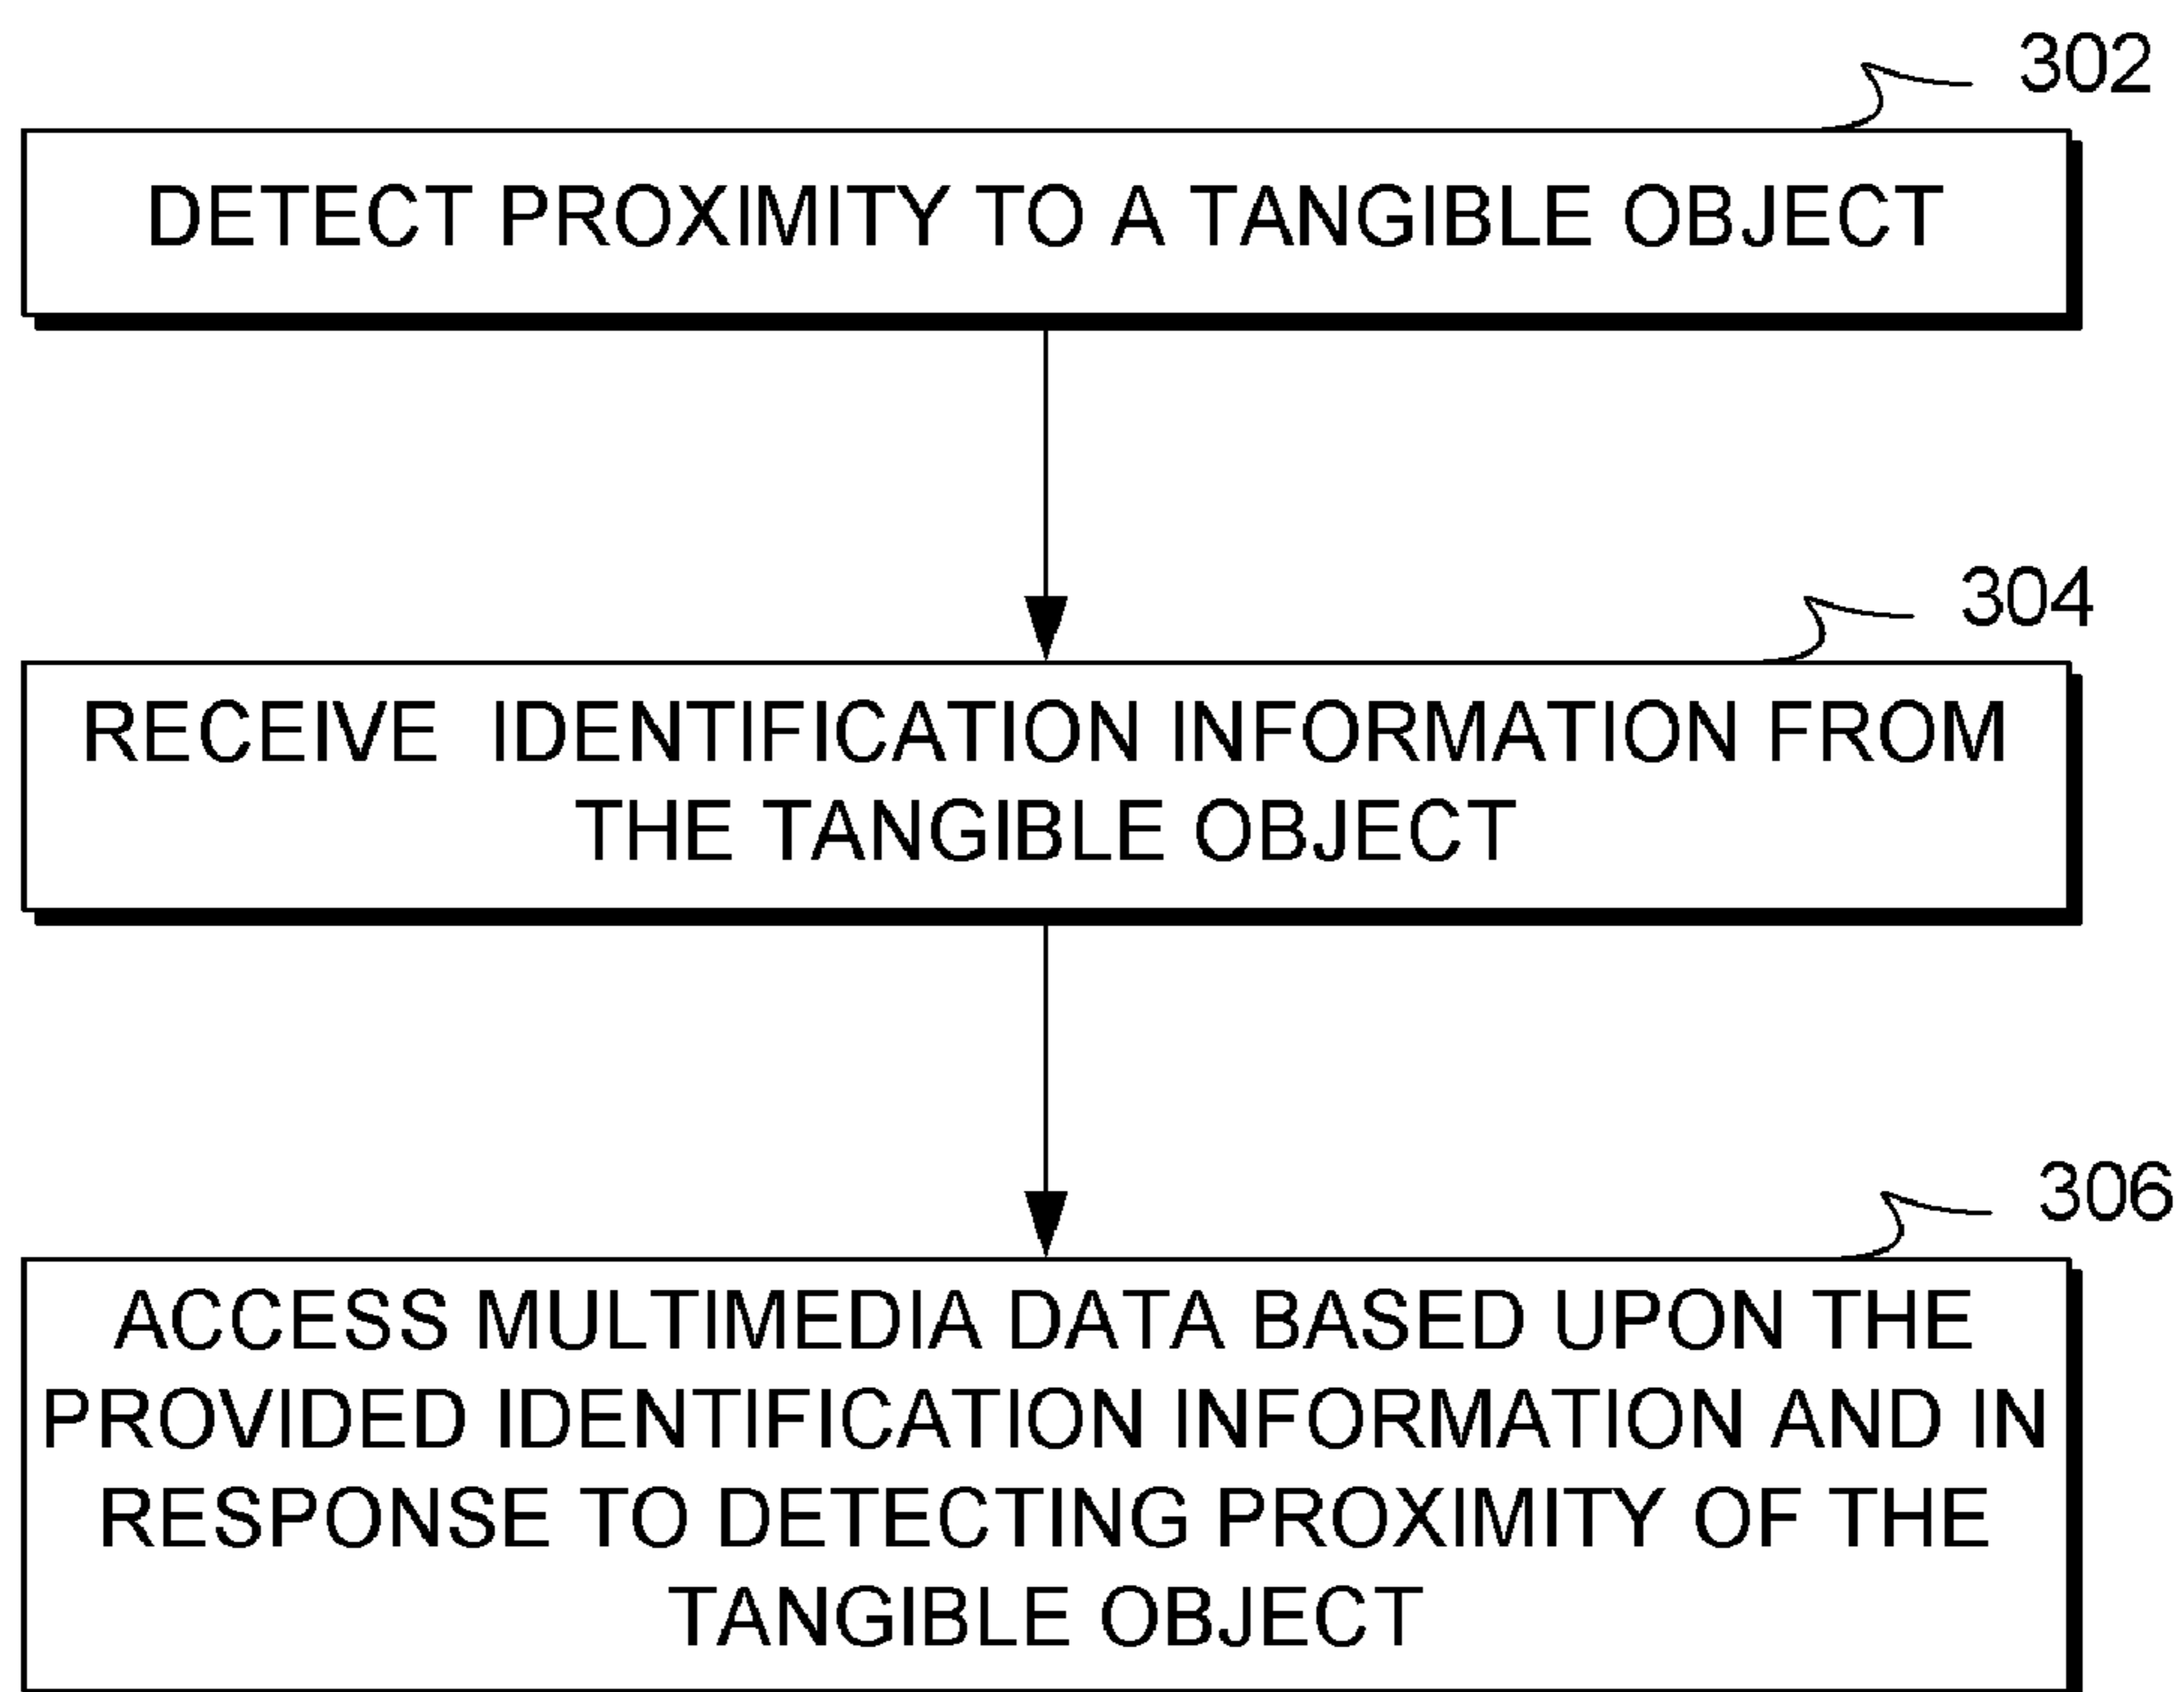 302
DETECT PROXIMITY TO A TANGIBLE OBJECT
304
RECEIVE IDENTIFICATION INFORMATION FROM
THE TANGIBLE OBJECT
306
ACCESS MULTIMEDIA DATA BASED UPON THE
PROVIDED IDENTIFICATION INFORMATION AND IN
RESPONSE TO DETECTING PROXIMITY OF THE
TANGIBLE OBJECT